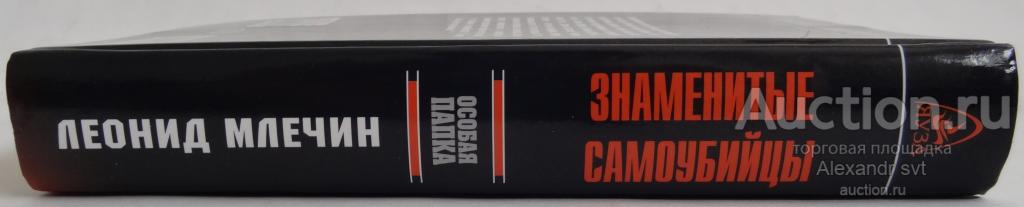 ЛЕОНИД МЛЕЧИН
ОСОБАЯ
ПАПКА
ЗНАМЕНИТЫЕ
САМОУБИЙЦЫ
Auction.ru
торговая площадка
Alexandr svt
auction.ru